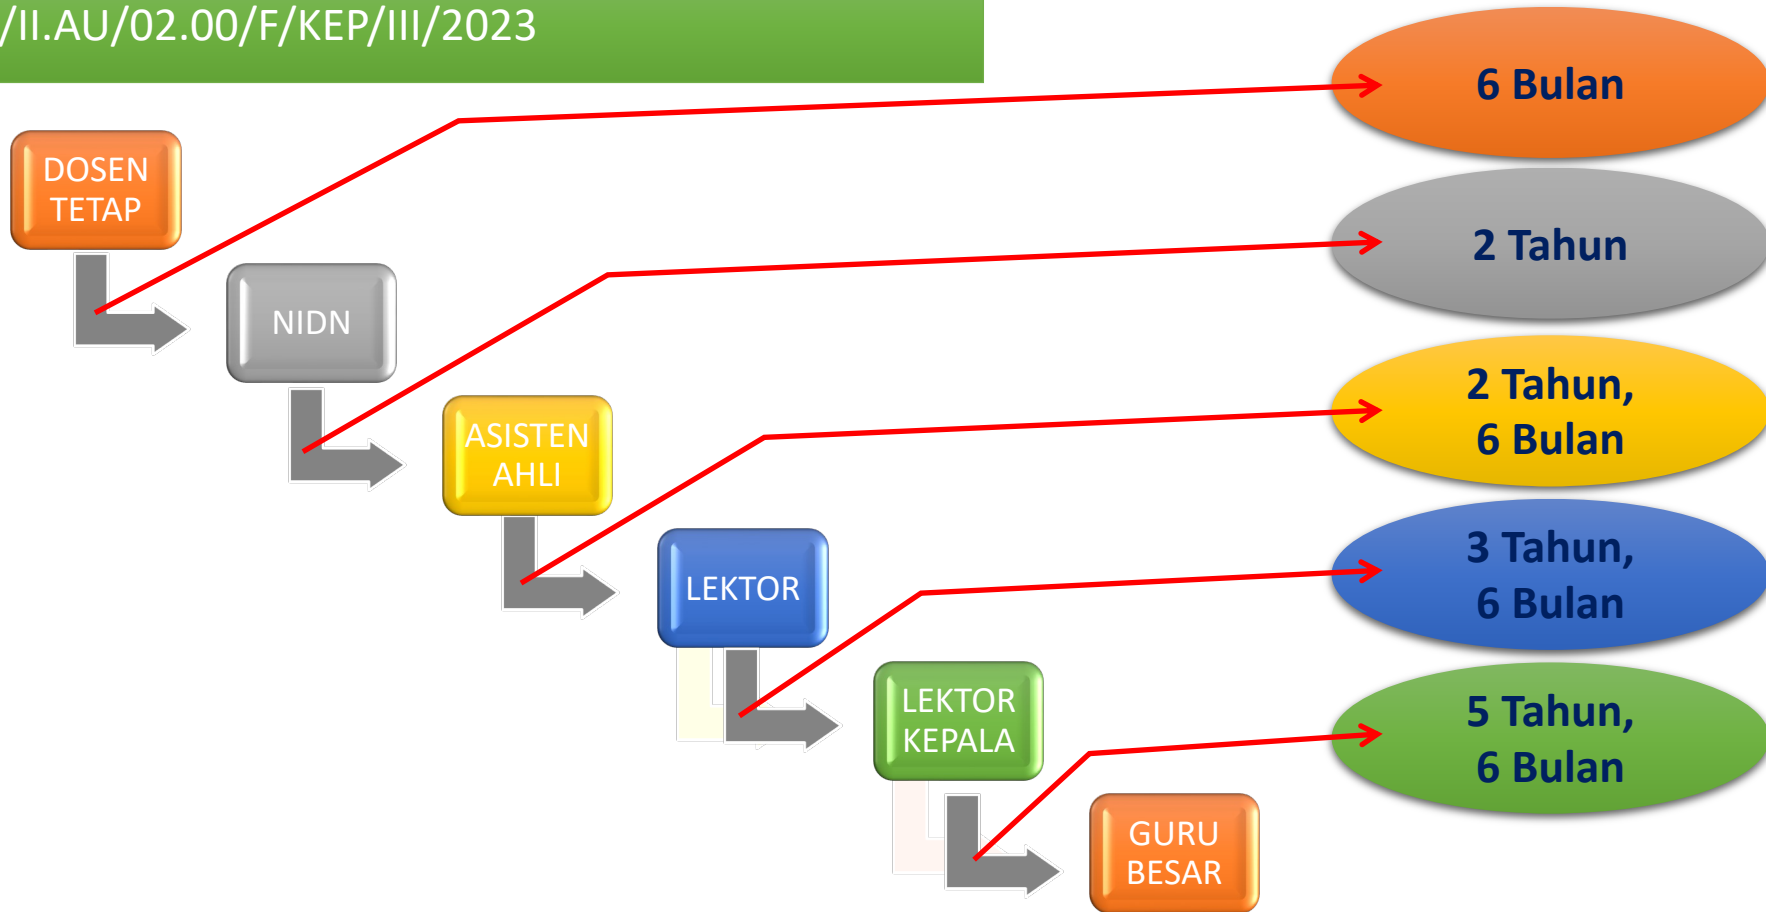 /II.AU/02.00/F/KEP/III/2023
6 Bulan
DOSEN
TETAP
2 Tahun
NIDN
2 Tahun,
6 Bulan
ASISTEN
AHLI
3 Tahun,
6 Bulan
LEKTOR
5 Tahun,
6 Bulan
LEKTOR
KEPALA
GURU
BESAR